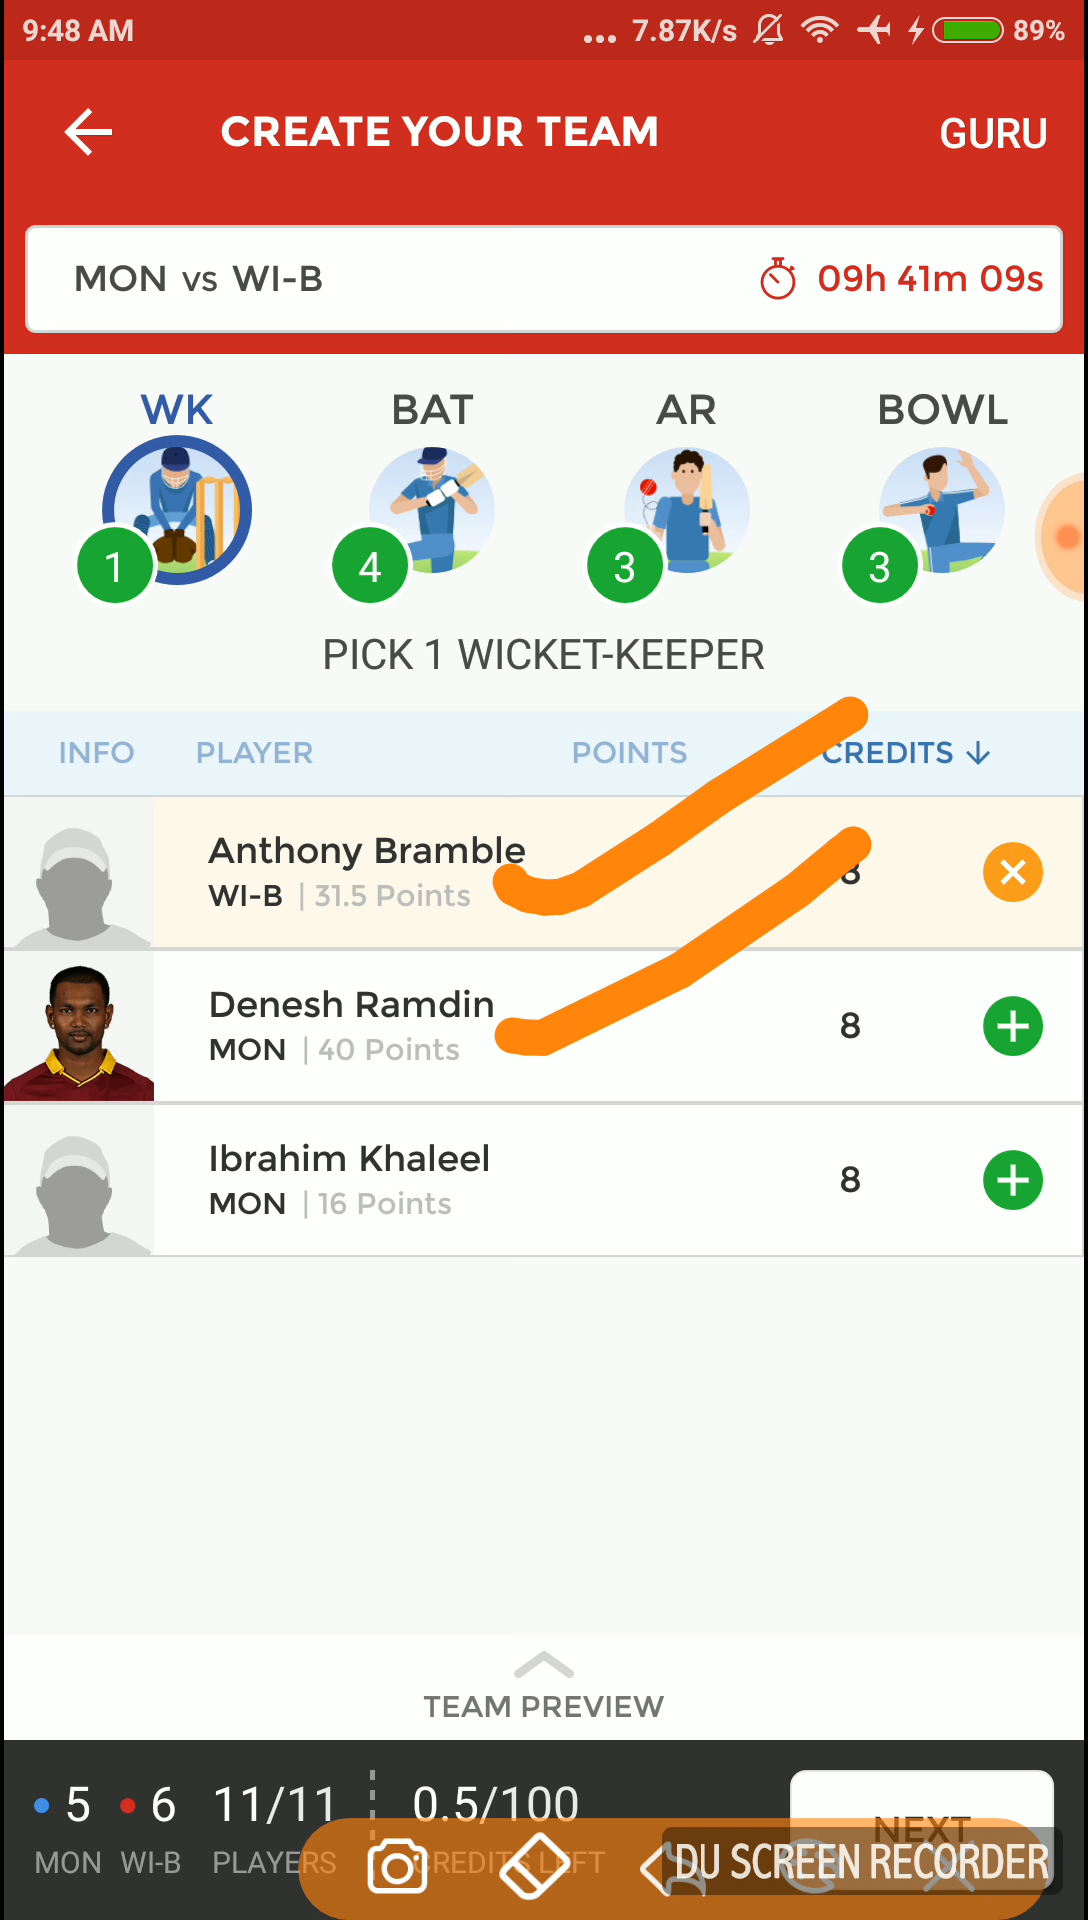 9:48 AM ... 7.87K/s 89%
CREATE YOUR TEAM GURU
MON vs WI-B 09h 41m 09s
WK BAT AR BOWL
1 4 3 3
PICK 1 WICKET-KEEPER
INFO PLAYER POINTS CREDITS
Anthony Bramble
WI-B | 31.5 Points 8
Denesh Ramdin
MON | 40 Points 8
Ibrahim Khaleel
MON | 16 Points 8
TEAM PREVIEW
5 6 11/11 0.5/100 NEXT
MON WI-B PLAYERS CREDITS LEFT
DU SCREEN RECORDER